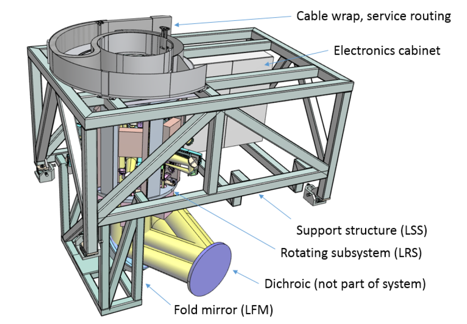 Cable wrap, service routing
Electronics cabinet
Support structure (LSS)
Rotating subsystem (LRS)
Dichroic (not part of system)
Fold mirror (LFM)